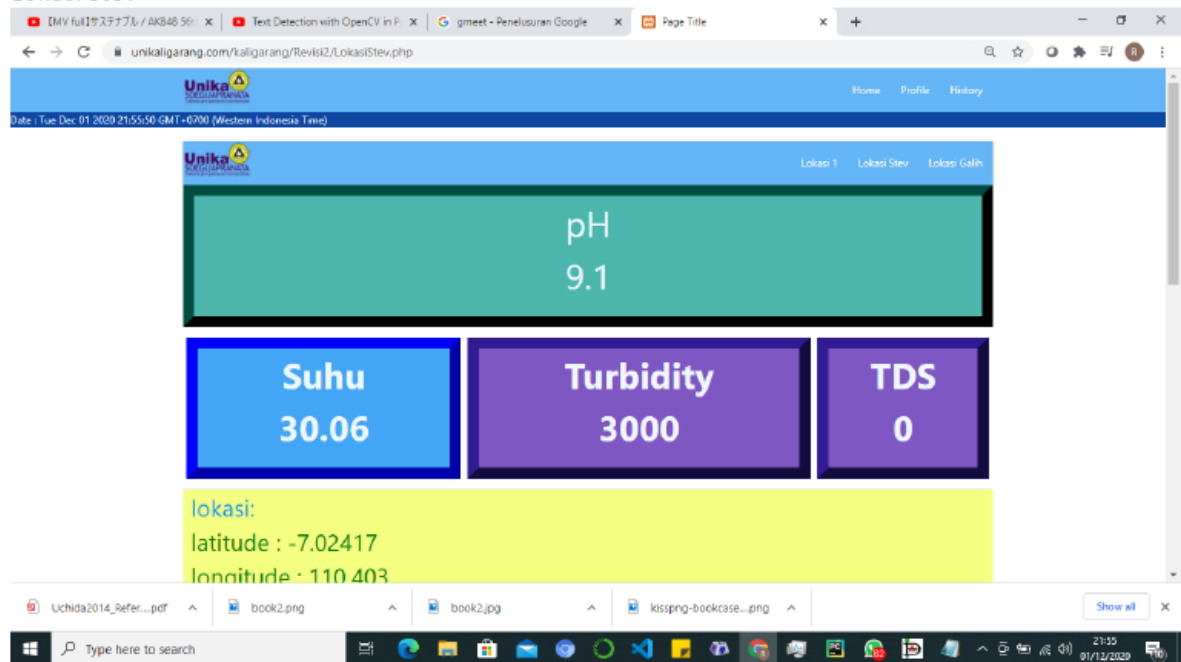 [MV full]サステナブル / AKB48 56t
Text Detection with OpenCV in P
gmeet - Penelusuran Google
Page Title
unikaligarang.com/kaligarang/Revisi2/LokasiStev.php
R
Unika
SOEGIJAPRANATA
Home Profile History
Date : Tue Dec 01 2020 21:55:50 GMT+0700 (Western Indonesia Time)
Unika
SOEGIJAPRANATA
Lokasi 1 Lokasi Stev Lokasi Galih
pH
9.1
Suhu Turbidity TDS
30.06 3000 0
lokasi:
latitude : -7.02417
longitude : 110.403
Uchida2014_Refer....pdf book2.png book2.jpg kisspng-bookcase....png Show all
Type here to search
21:55
01/12/2020